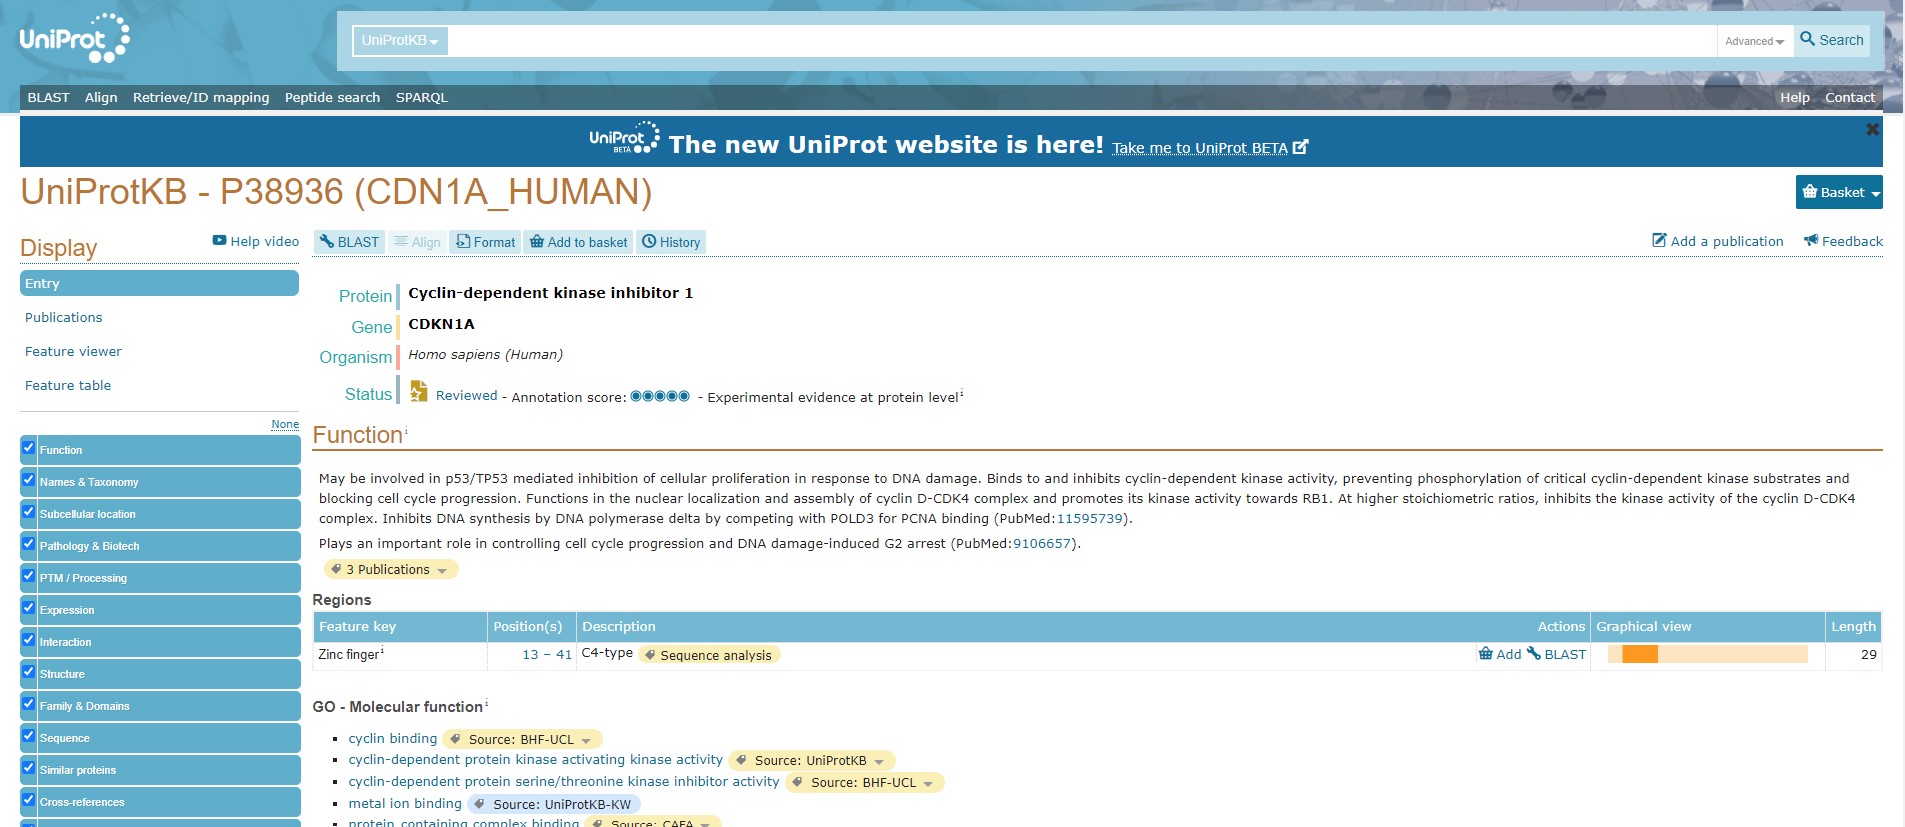 UniProt
UniProtKB
Advanced
Search
BLAST Align Retrieve/ID mapping Peptide search SPARQL
Help Contact
UniProt BETA The new UniProt website is here! Take me to UniProt BETA
UniProtKB - P38936 (CDN1A_HUMAN)
Basket
Display
Help video
BLAST Align Format Add to basket History
Add a publication Feedback
Entry
Publications
Feature viewer
Feature table
None
Function
Names & Taxonomy
Subcellular location
Pathology & Biotech
PTM / Processing
Expression
Interaction
Structure
Family & Domains
Sequence
Similar proteins
Cross-references
Protein Cyclin-dependent kinase inhibitor 1
Gene CDKN1A
Organism Homo sapiens (Human)
Status Reviewed - Annotation score: - Experimental evidence at protein level i
Function i
May be involved in p53/TP53 mediated inhibition of cellular proliferation in response to DNA damage. Binds to and inhibits cyclin-dependent kinase activity, preventing phosphorylation of critical cyclin-dependent kinase substrates and
blocking cell cycle progression. Functions in the nuclear localization and assembly of cyclin D-CDK4 complex and promotes its kinase activity towards RB1. At higher stoichiometric ratios, inhibits the kinase activity of the cyclin D-CDK4
complex. Inhibits DNA synthesis by DNA polymerase delta by competing with POLD3 for PCNA binding (PubMed:11595739).
Plays an important role in controlling cell cycle progression and DNA damage-induced G2 arrest (PubMed:9106657).
3 Publications
Regions
Feature key Position(s) Description Actions Graphical view Length
Zinc finger i 13 – 41 C4-type Sequence analysis Add BLAST 29
GO - Molecular function i
cyclin binding Source: BHF-UCL
cyclin-dependent protein kinase activating kinase activity Source: UniProtKB
cyclin-dependent protein serine/threonine kinase inhibitor activity Source: BHF-UCL
metal ion binding Source: UniProtKB-KW
protein containing complex binding Source: CAFA